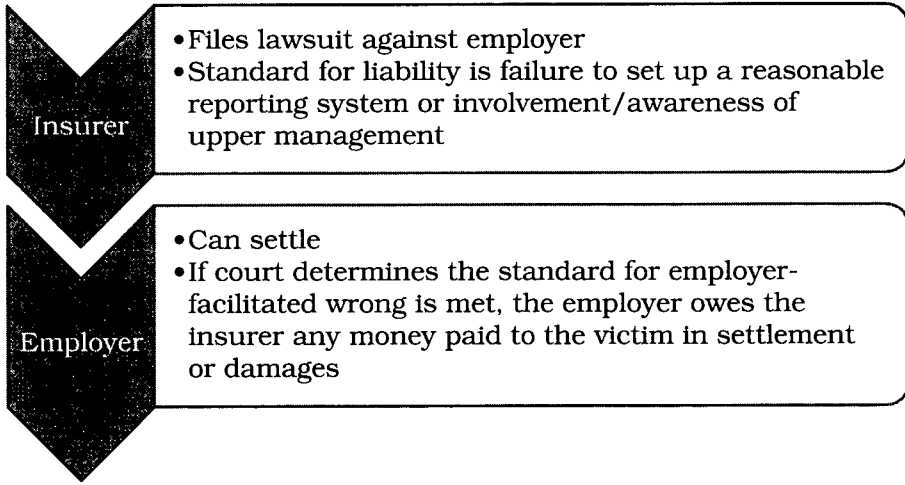 Insurer
•Files lawsuit against employer
•Standard for liability is failure to set up a reasonable
reporting system or involvement/awareness of
upper management
Employer
•Can settle
•If court determines the standard for employer-
facilitated wrong is met, the employer owes the
insurer any money paid to the victim in settlement
or damages